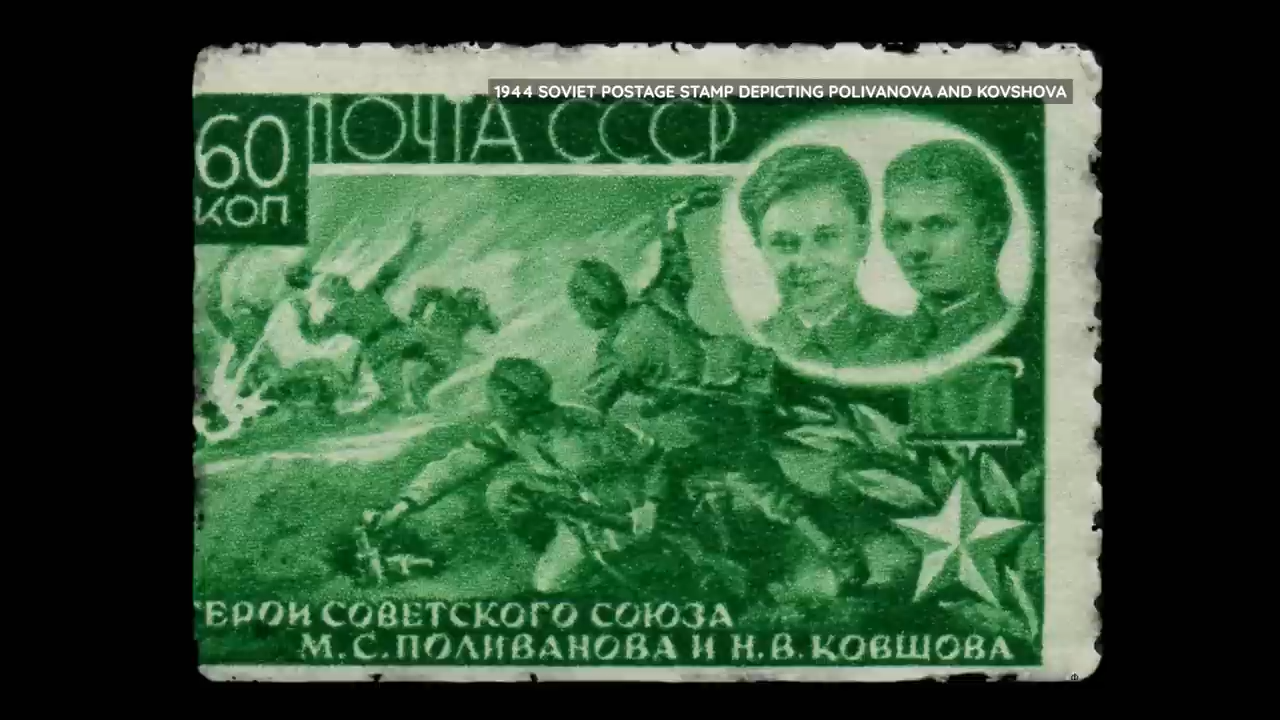 1944 SOVIET POSTAGE STAMP DEPICTING POLIVANOVA AND KOVSHOVA
60 ПОЧТА СССР
КОП
ГЕРОИ СОВЕТСКОГО СОЮЗА
М.С.ПОЛИВАНОВА И Н.В.КОВШОВА